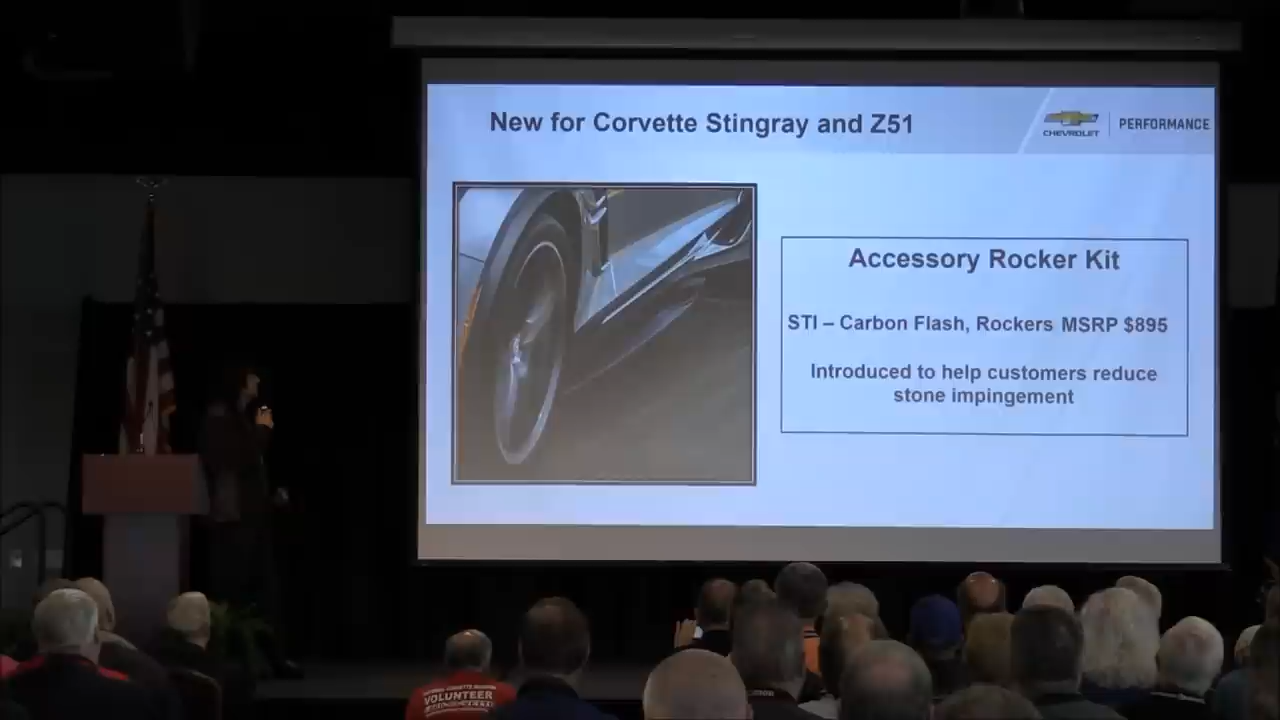 New for Corvette Stingray and Z51
CHEVROLET
PERFORMANCE
Accessory Rocker Kit
STI – Carbon Flash, Rockers MSRP $895
Introduced to help customers reduce
stone impingement
VOLUNTEER